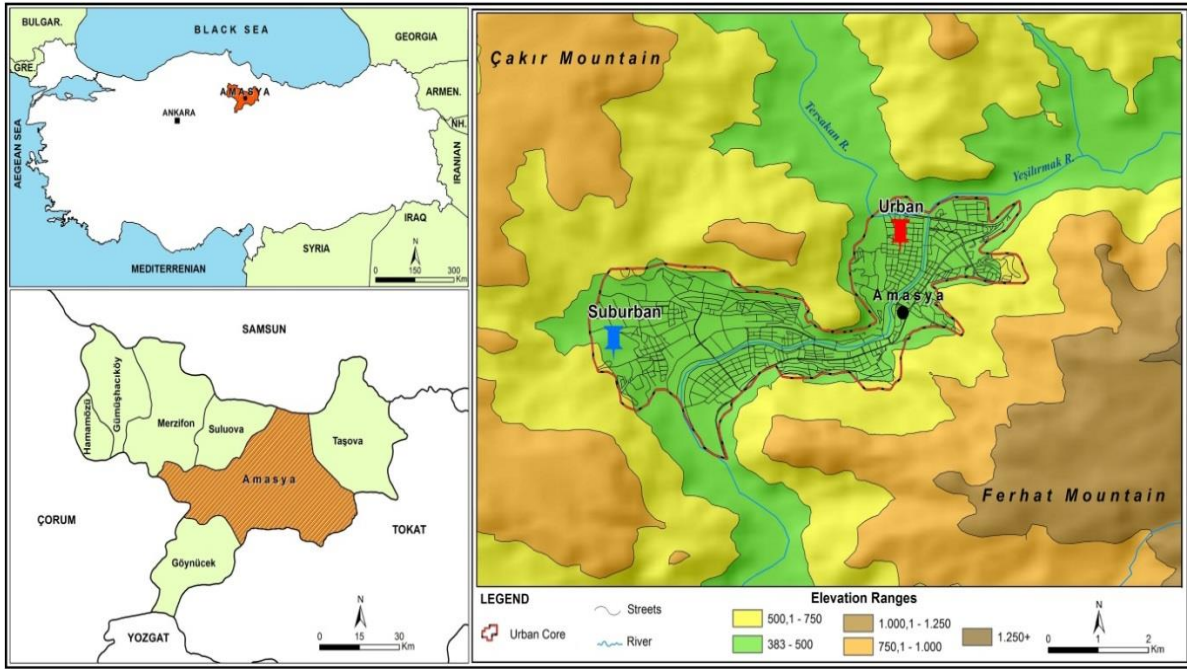 BULGAR.
BLACK SEA
GEORGIA
GRE.
AMASYA
ARMEN.
ANKARA
NH.
AEGEAN SEA
IRANIAN
IRAQ
SYRIA
MEDITERRENIAN
N
0 150 300
Km
SAMSUN
Hamamözü
Gümüşhacıköy
Merzifon
Suluova
Taşova
Amasya
ÇORUM
TOKAT
Göynücek
YOZGAT
N
0 15 30
Km
Çakır Mountain
Tersakan R.
Yeşilırmak R.
Urban
Amasya
Suburban
Ferhat Mountain
LEGEND
Urban Core
Streets
River
Elevation Ranges
500,1 - 750
383 - 500
1.000,1 - 1.250
750,1 - 1.000
1.250+
N
0 1 2
Km